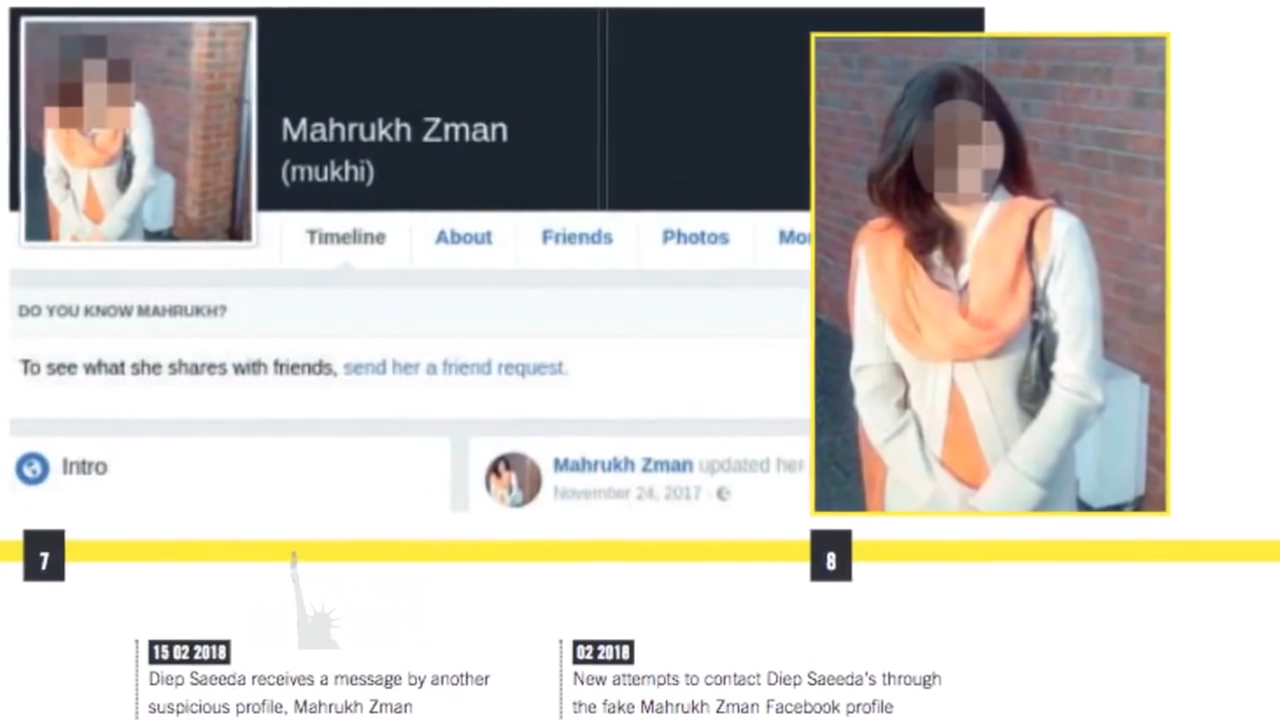 Mahrukh Zman
(mukhi)
Timeline
About
Friends
Photos
Mo
DO YOU KNOW MAHRUKH?
To see what she shares with friends, send her a friend request.
Intro
Mahrukh Zman updated her
November 24, 2017
7
8
15 02 2018
Diep Saeeda receives a message by another
suspicious profile, Mahrukh Zman
02 2018
New attempts to contact Diep Saeeda's through
the fake Mahrukh Zman Facebook profile